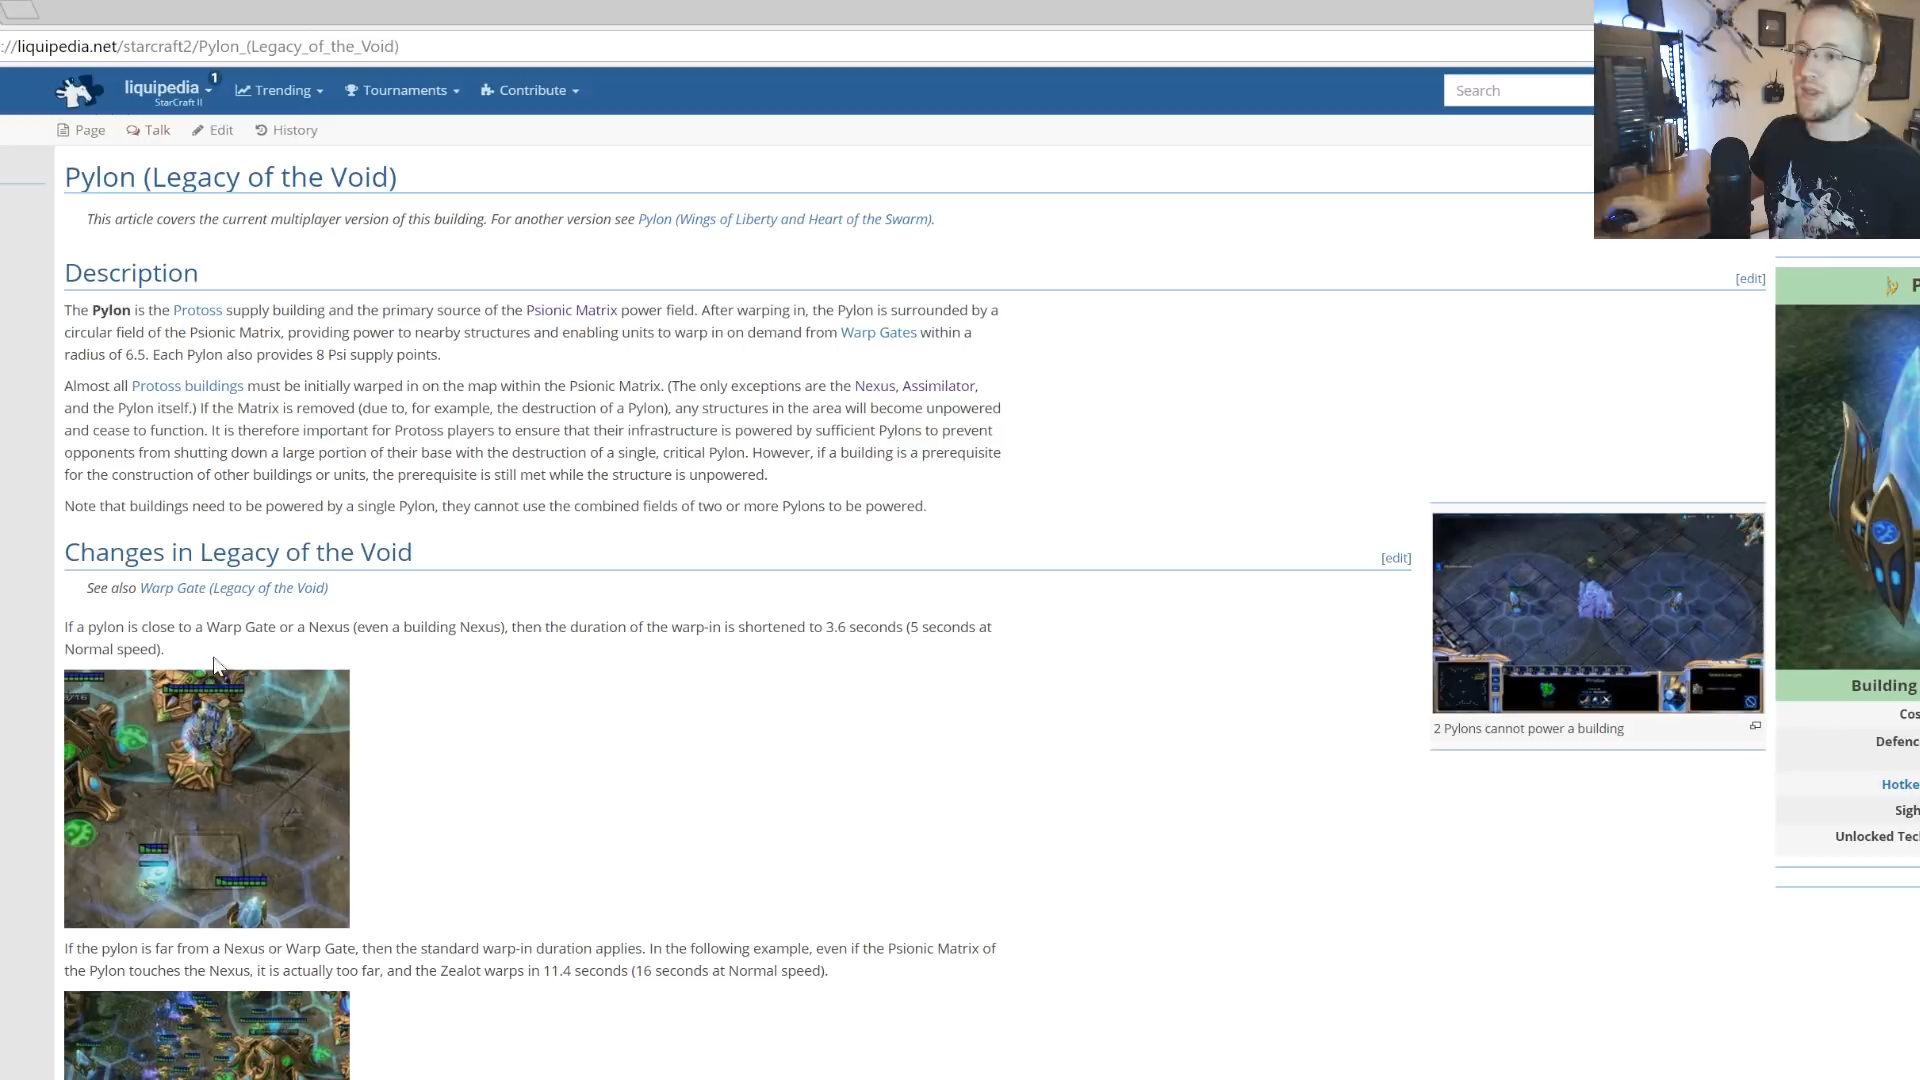 ://liquipedia.net/starcraft2/Pylon_(Legacy_of_the_Void)
liquipedia 1
StarCraft II
Trending
Tournaments
Contribute
Search
Page
Talk
Edit
History
Pylon (Legacy of the Void)
This article covers the current multiplayer version of this building. For another version see Pylon (Wings of Liberty and Heart of the Swarm).
Description
[edit]
The Pylon is the Protoss supply building and the primary source of the Psionic Matrix power field. After warping in, the Pylon is surrounded by a
circular field of the Psionic Matrix, providing power to nearby structures and enabling units to warp in on demand from Warp Gates within a
radius of 6.5. Each Pylon also provides 8 Psi supply points.
Almost all Protoss buildings must be initially warped in on the map within the Psionic Matrix. (The only exceptions are the Nexus, Assimilator,
and the Pylon itself.) If the Matrix is removed (due to, for example, the destruction of a Pylon), any structures in the area will become unpowered
and cease to function. It is therefore important for Protoss players to ensure that their infrastructure is powered by sufficient Pylons to prevent
opponents from shutting down a large portion of their base with the destruction of a single, critical Pylon. However, if a building is a prerequisite
for the construction of other buildings or units, the prerequisite is still met while the structure is unpowered.
Note that buildings need to be powered by a single Pylon, they cannot use the combined fields of two or more Pylons to be powered.
Changes in Legacy of the Void
[edit]
See also Warp Gate (Legacy of the Void)
If a pylon is close to a Warp Gate or a Nexus (even a building Nexus), then the duration of the warp-in is shortened to 3.6 seconds (5 seconds at
Normal speed).
If the pylon is far from a Nexus or Warp Gate, then the standard warp-in duration applies. In the following example, even if the Psionic Matrix of
the Pylon touches the Nexus, it is actually too far, and the Zealot warps in 11.4 seconds (16 seconds at Normal speed).
2 Pylons cannot power a building
P
Building
Cos
Defenc
Hotke
Sigh
Unlocked Tec